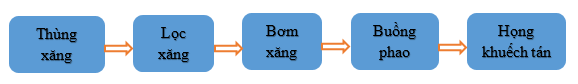 Thùng
xăng
Lọc
xăng
Bơm
xăng
Buồng
phao
Họng
khuếch tán